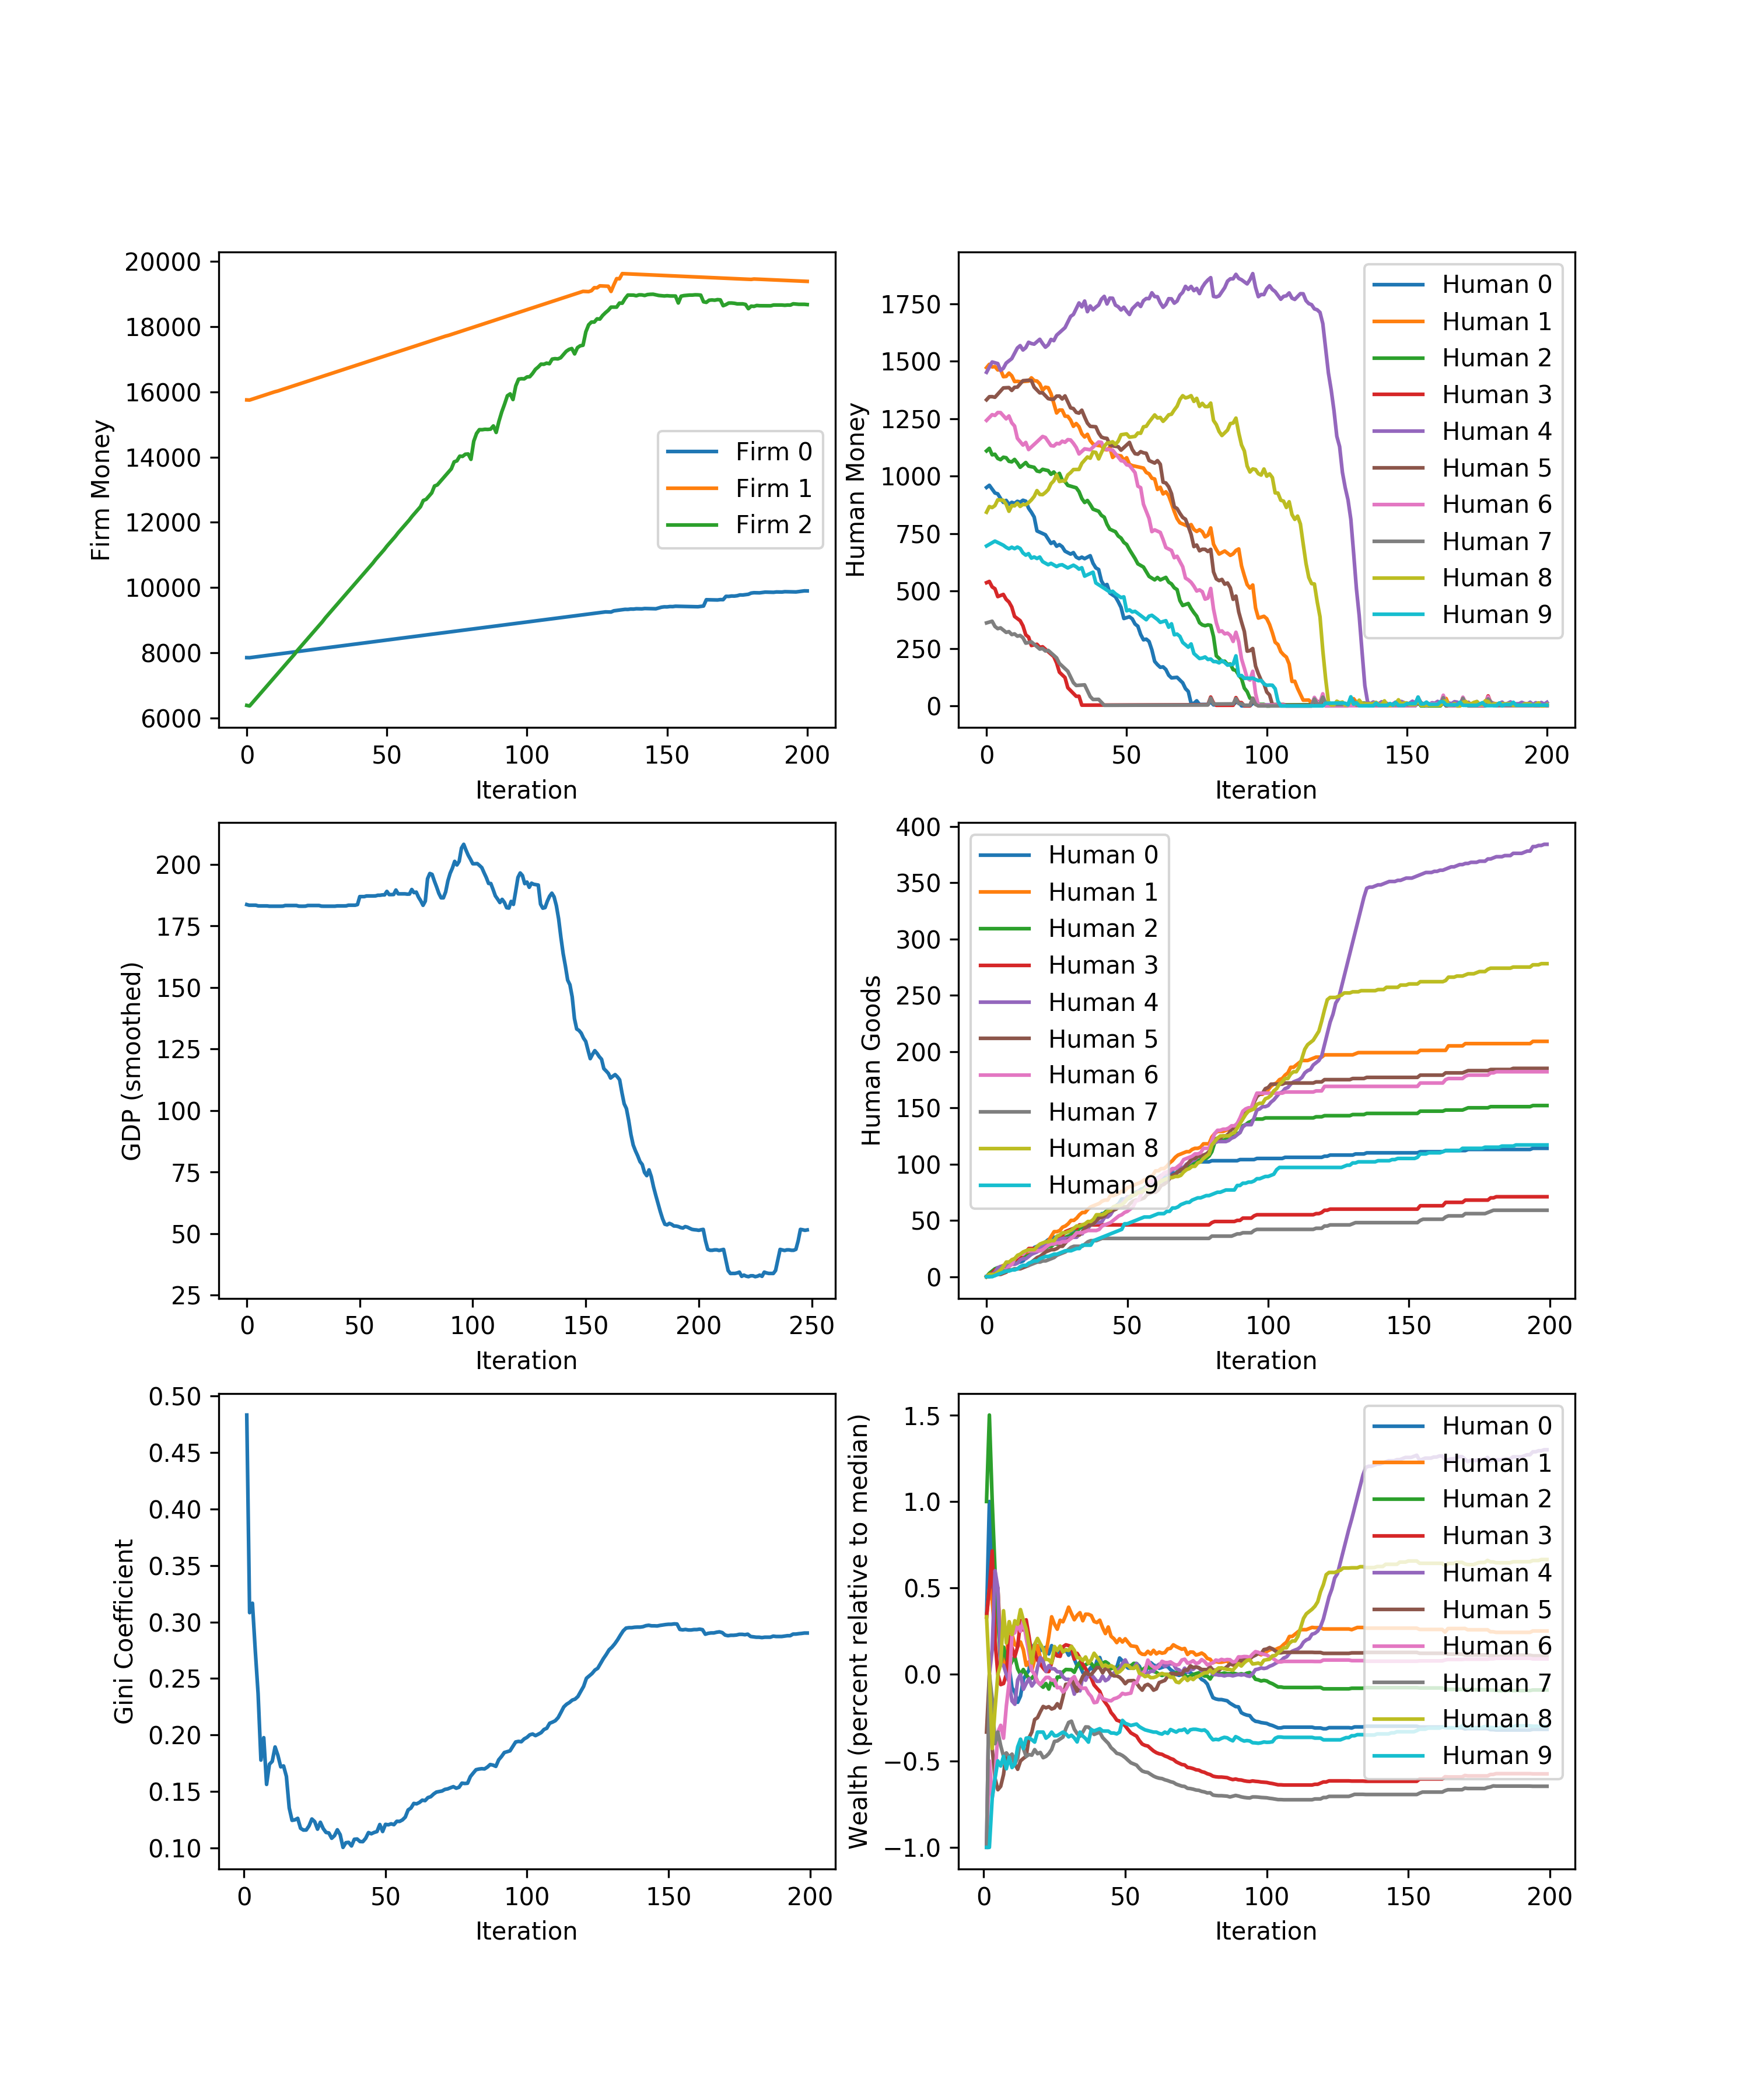 20000
18000
16000
14000
12000
10000
8000
6000
Firm Money
Firm 0
Firm 1
Firm 2
0 50 100 150 200
Iteration
1750
1500
1250
1000
750
500
250
0
Human Money
Human 0
Human 1
Human 2
Human 3
Human 4
Human 5
Human 6
Human 7
Human 8
Human 9
0 50 100 150 200
Iteration
200
175
150
125
100
75
50
25
GDP (smoothed)
0 50 100 150 200 250
Iteration
400
350
300
250
200
150
100
50
0
Human Goods
Human 0
Human 1
Human 2
Human 3
Human 4
Human 5
Human 6
Human 7
Human 8
Human 9
0 50 100 150 200
Iteration
0.50
0.45
0.40
0.35
0.30
0.25
0.20
0.15
0.10
Gini Coefficient
0 50 100 150 200
Iteration
1.5
1.0
0.5
0.0
−0.5
−1.0
Wealth (percent relative to median)
Human 0
Human 1
Human 2
Human 3
Human 4
Human 5
Human 6
Human 7
Human 8
Human 9
0 50 100 150 200
Iteration